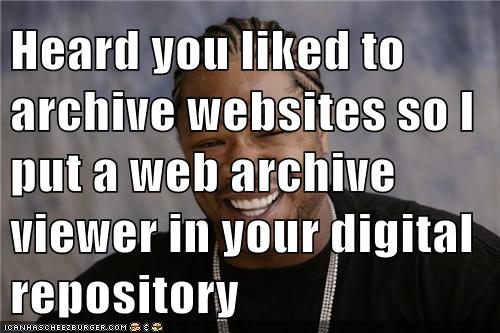 Heard you liked to
archive websites so I
put a web archive
viewer in your digital
repository
ICANHASCHEEZBURGER.COM